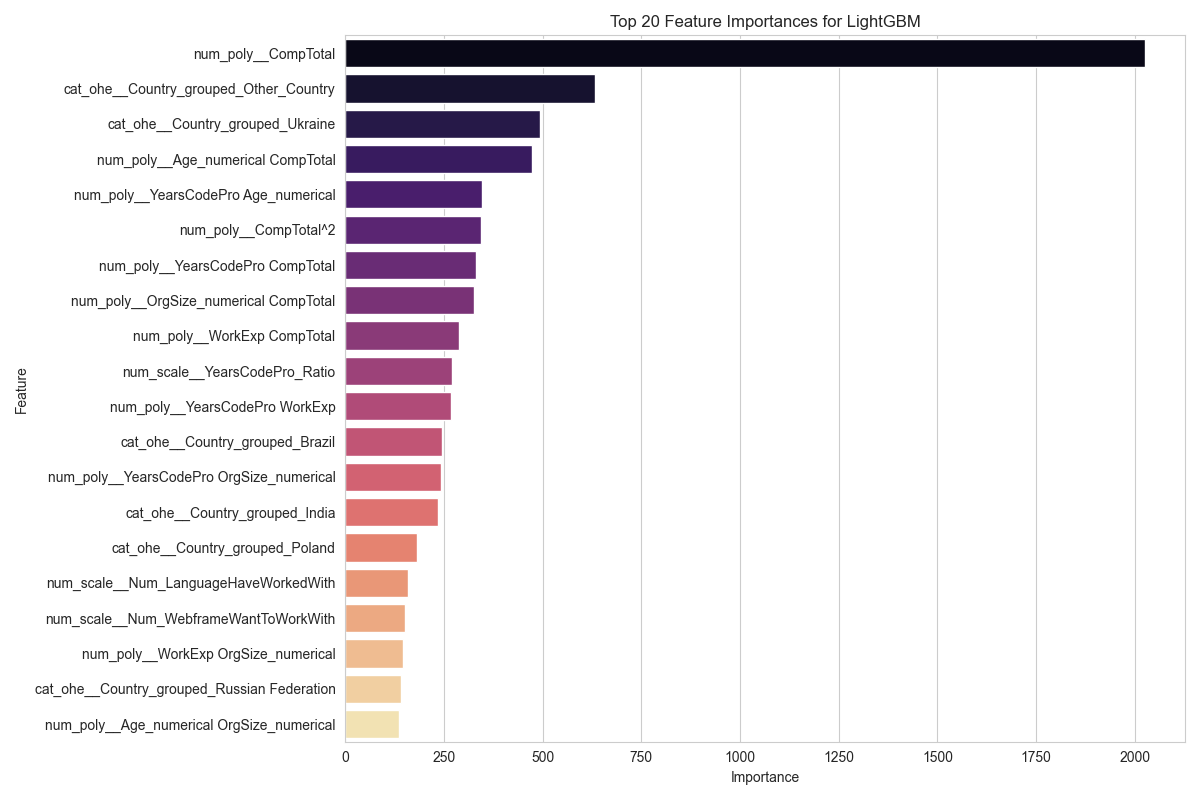 Top 20 Feature Importances for LightGBM
num_poly__CompTotal
cat_ohe__Country_grouped_Other_Country
cat_ohe__Country_grouped_Ukraine
num_poly__Age_numerical CompTotal
num_poly__YearsCodePro Age_numerical
num_poly__CompTotal^2
num_poly__YearsCodePro CompTotal
num_poly__OrgSize_numerical CompTotal
num_poly__WorkExp CompTotal
num_scale__YearsCodePro_Ratio
num_poly__YearsCodePro WorkExp
cat_ohe__Country_grouped_Brazil
num_poly__YearsCodePro OrgSize_numerical
cat_ohe__Country_grouped_India
cat_ohe__Country_grouped_Poland
num_scale__Num_LanguageHaveWorkedWith
num_scale__Num_WebframeWantToWorkWith
num_poly__WorkExp OrgSize_numerical
cat_ohe__Country_grouped_Russian Federation
num_poly__Age_numerical OrgSize_numerical
Feature
0 250 500 750 1000 1250 1500 1750 2000
Importance